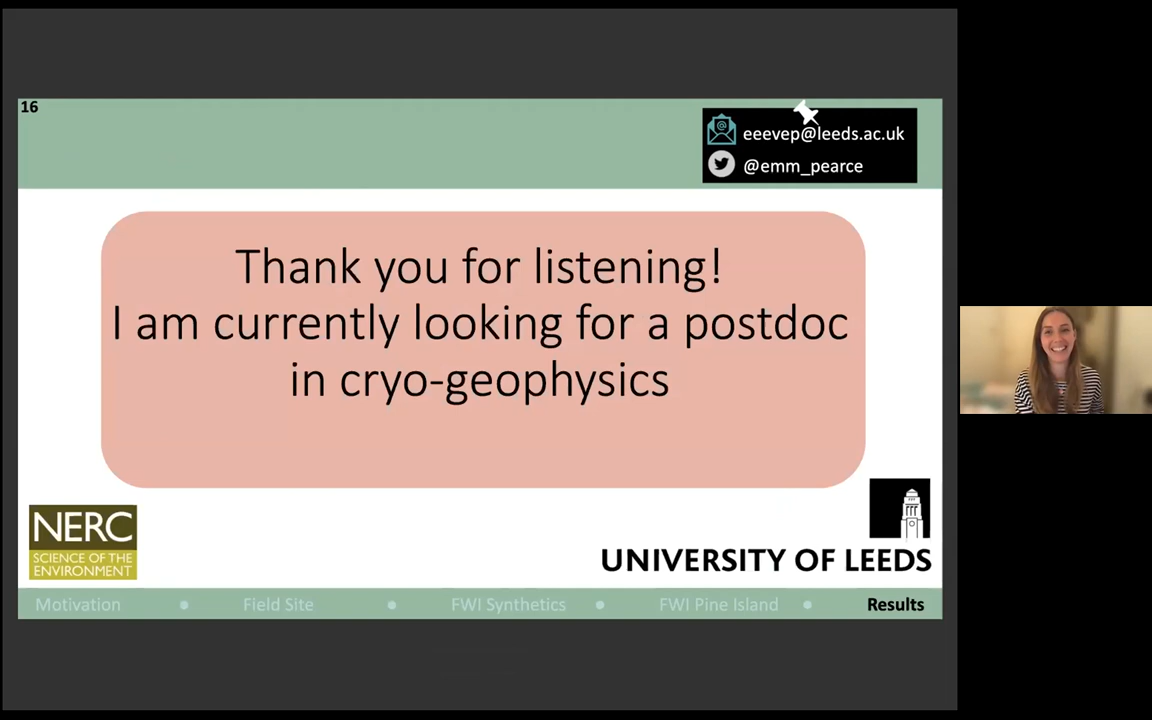 16
eeevep@leeds.ac.uk
@emm_pearce
Thank you for listening!
I am currently looking for a postdoc
in cryo-geophysics
NERC
SCIENCE OF THE
ENVIRONMENT
UNIVERSITY OF LEEDS
Motivation
Field Site
FWI Synthetics
FWI Pine Island
Results